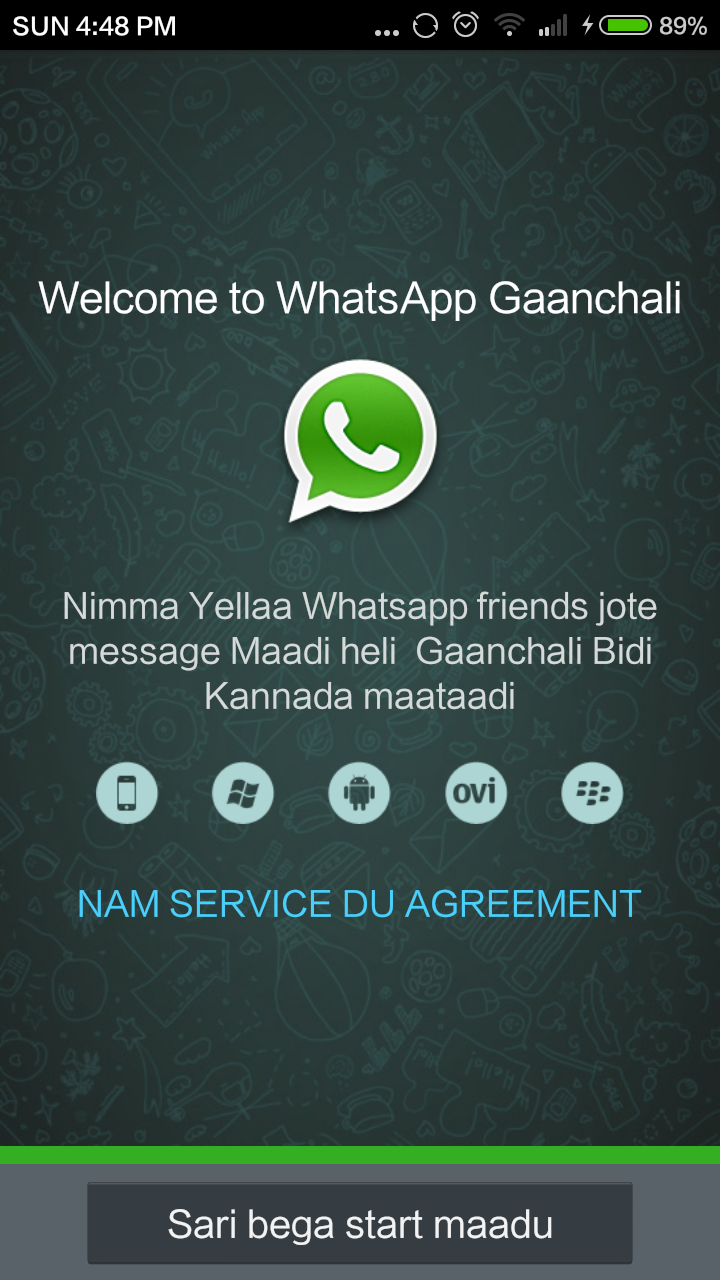 SUN 4:48 PM
89%
Welcome to WhatsApp Gaanchali
Nimma Yellaa Whatsapp friends jote
message Maadi heli  Gaanchali Bidi
Kannada maataadi
ovi
NAM SERVICE DU AGREEMENT
Sari bega start maadu